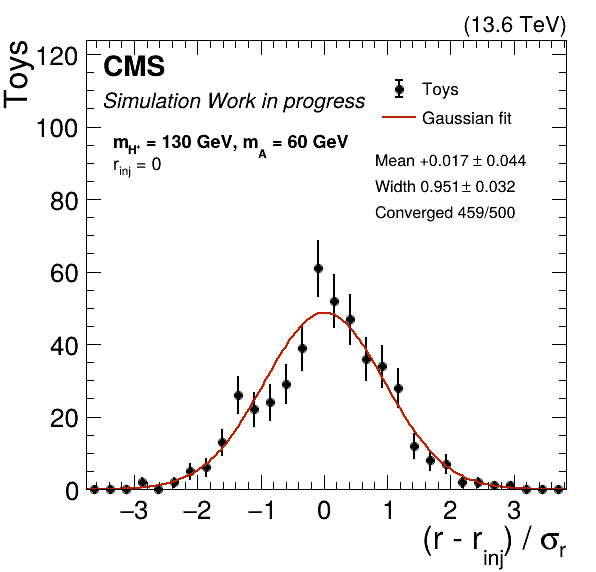 (13.6 TeV)
CMS
Simulation Work in progress
m_H⁺ = 130 GeV, m_A = 60 GeV
r_inj = 0
Toys
Gaussian fit
Mean +0.017 ± 0.044
Width 0.951 ± 0.032
Converged 459/500
Toys
120
100
80
60
40
20
0
−3 −2 −1 0 1 2 3
(r - r_inj) / σ_r